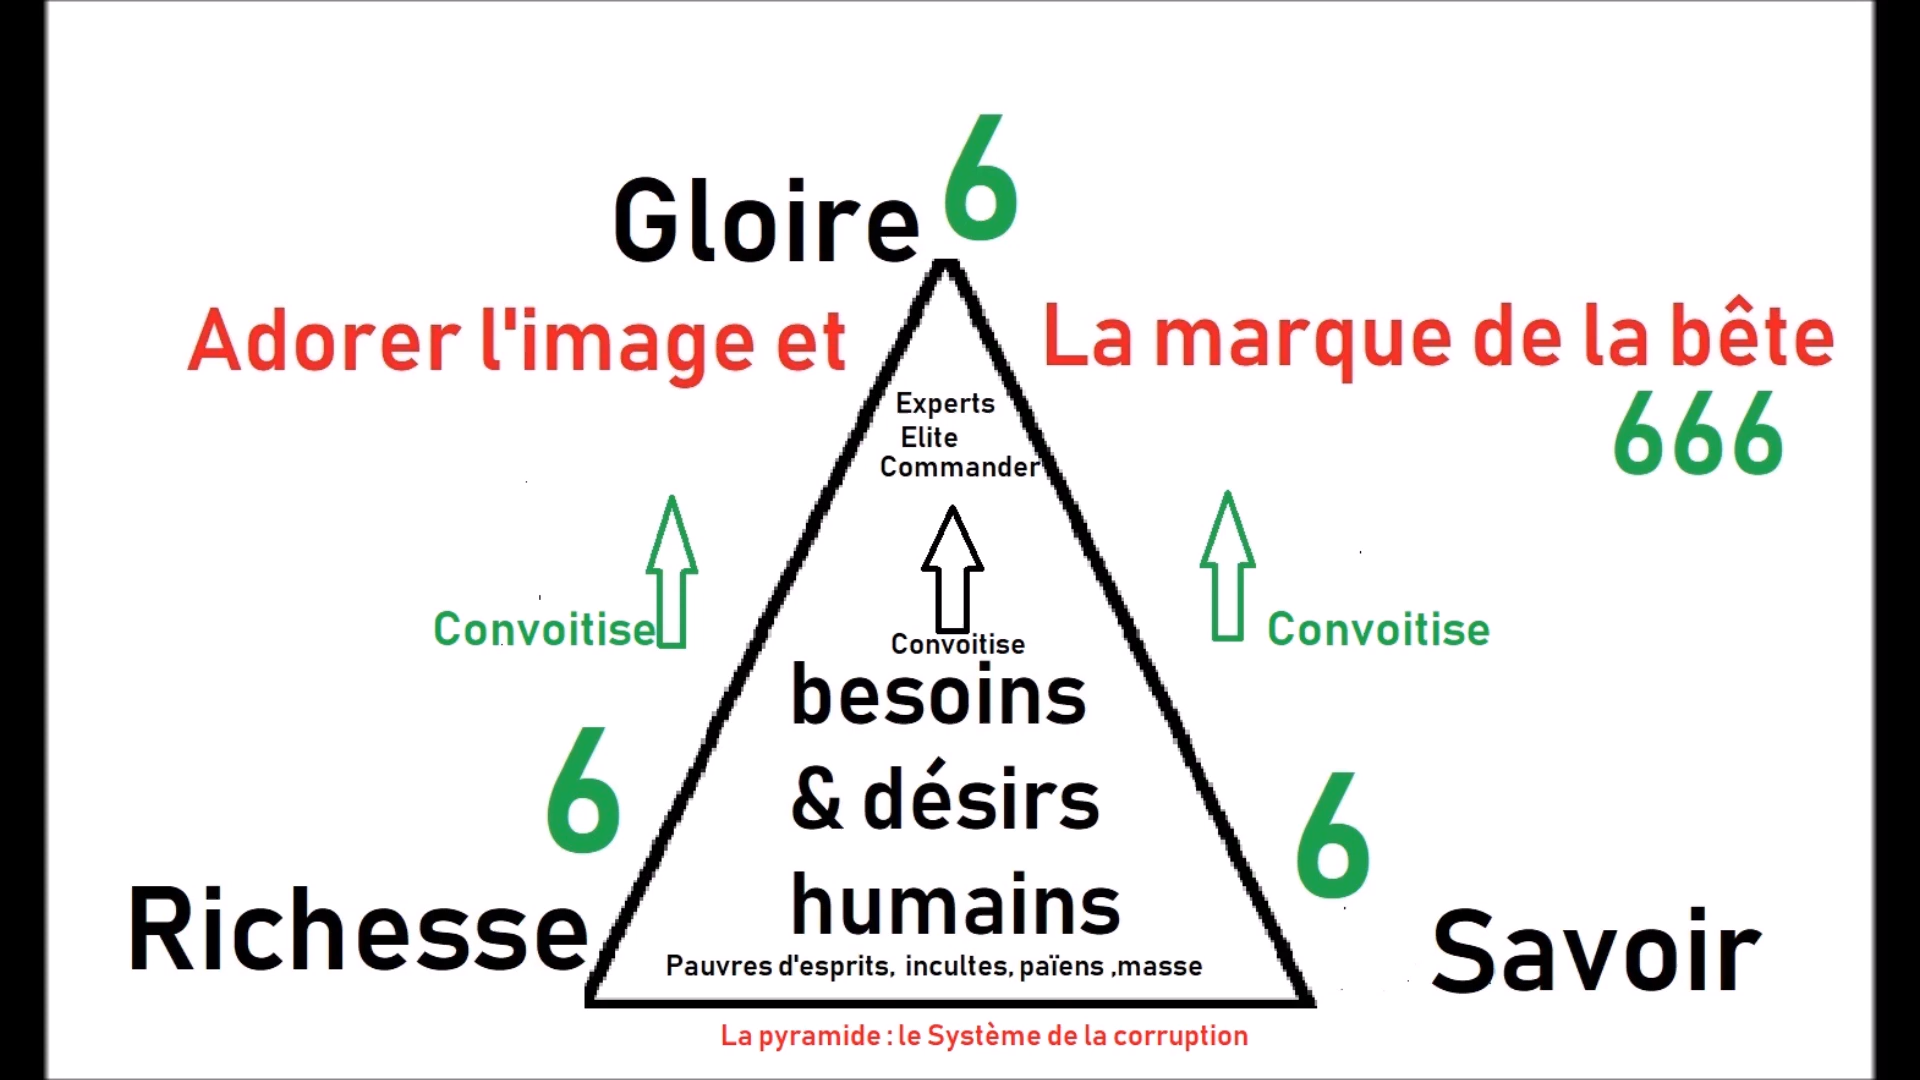 Gloire 6
Adorer l'image et
La marque de la bête
666
Experts
Elite
Commander
Convoitise
Convoitise
Convoitise
besoins
& désirs
humains
6
6
Richesse
Savoir
Pauvres d'esprits, incultes, païens ,masse
La pyramide : le Système de la corruption